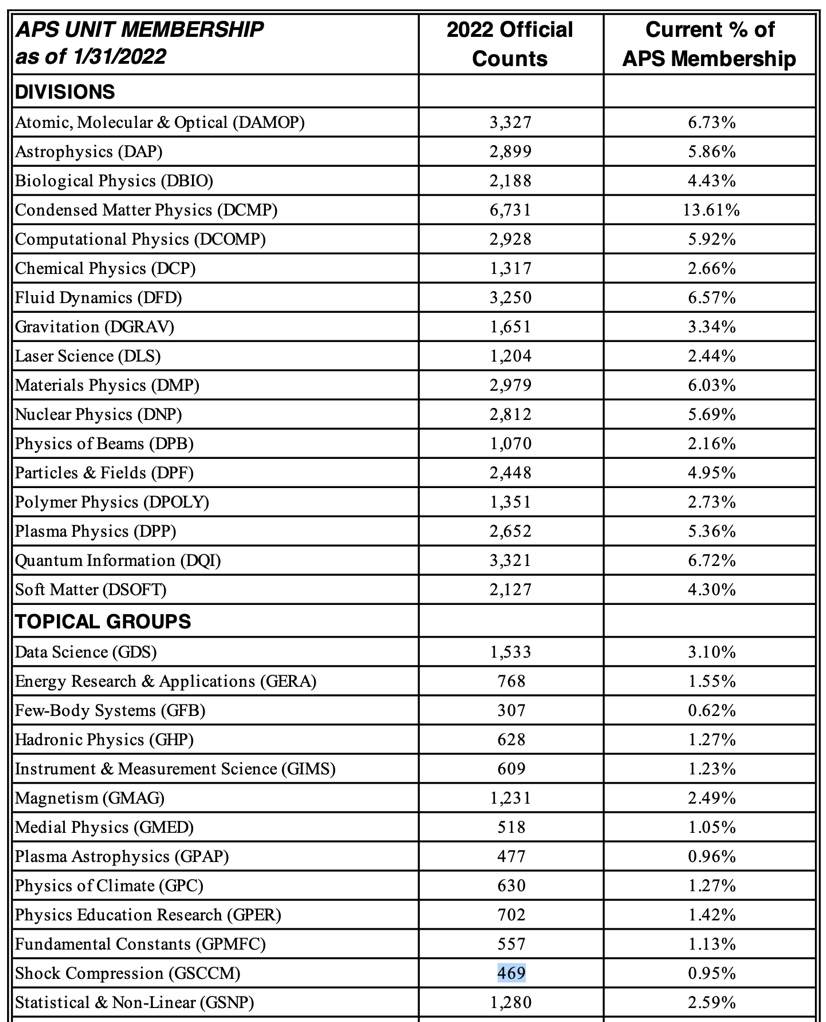 APS UNIT MEMBERSHIP 2022 Official Current % of
as of 1/31/2022 Counts APS Membership
DIVISIONS
Atomic, Molecular & Optical (DAMOP) 3,327 6.73%
Astrophysics (DAP) 2,899 5.86%
Biological Physics (DBIO) 2,188 4.43%
Condensed Matter Physics (DCMP) 6,731 13.61%
Computational Physics (DCOMP) 2,928 5.92%
Chemical Physics (DCP) 1,317 2.66%
Fluid Dynamics (DFD) 3,250 6.57%
Gravitation (DGRAV) 1,651 3.34%
Laser Science (DLS) 1,204 2.44%
Materials Physics (DMP) 2,979 6.03%
Nuclear Physics (DNP) 2,812 5.69%
Physics of Beams (DPB) 1,070 2.16%
Particles & Fields (DPF) 2,448 4.95%
Polymer Physics (DPOLY) 1,351 2.73%
Plasma Physics (DPP) 2,652 5.36%
Quantum Information (DQI) 3,321 6.72%
Soft Matter (DSOFT) 2,127 4.30%
TOPICAL GROUPS
Data Science (GDS) 1,533 3.10%
Energy Research & Applications (GERA) 768 1.55%
Few-Body Systems (GFB) 307 0.62%
Hadronic Physics (GHP) 628 1.27%
Instrument & Measurement Science (GIMS) 609 1.23%
Magnetism (GMAG) 1,231 2.49%
Medial Physics (GMED) 518 1.05%
Plasma Astrophysics (GPAP) 477 0.96%
Physics of Climate (GPC) 630 1.27%
Physics Education Research (GPER) 702 1.42%
Fundamental Constants (GPMFC) 557 1.13%
Shock Compression (GSCCM) 469 0.95%
Statistical & Non-Linear (GSNP) 1,280 2.59%